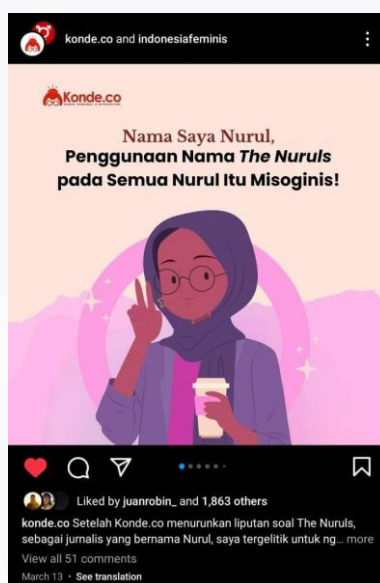 konde.co and indonesiafeminis
Konde.co
Nama Saya Nurul,
Penggunaan Nama The Nuruls
pada Semua Nurul Itu Misoginis!
Liked by juanrobin_ and 1,863 others
konde.co Setelah Konde.co menurunkan liputan soal The Nuruls,
sebagai jurnalis yang bernama Nurul, saya tergelitik untuk ng... more
View all 51 comments
March 13 • See translation